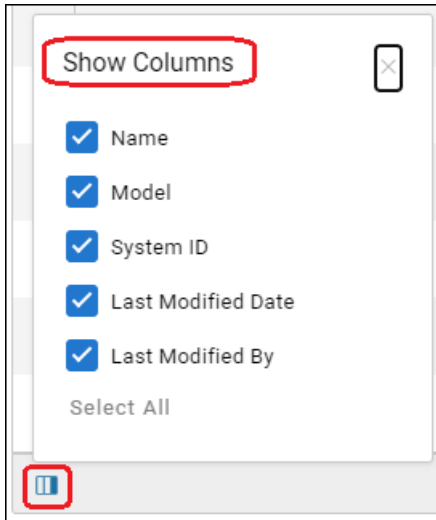 Show Columns
Name
Model
System ID
Last Modified Date
Last Modified By
Select All